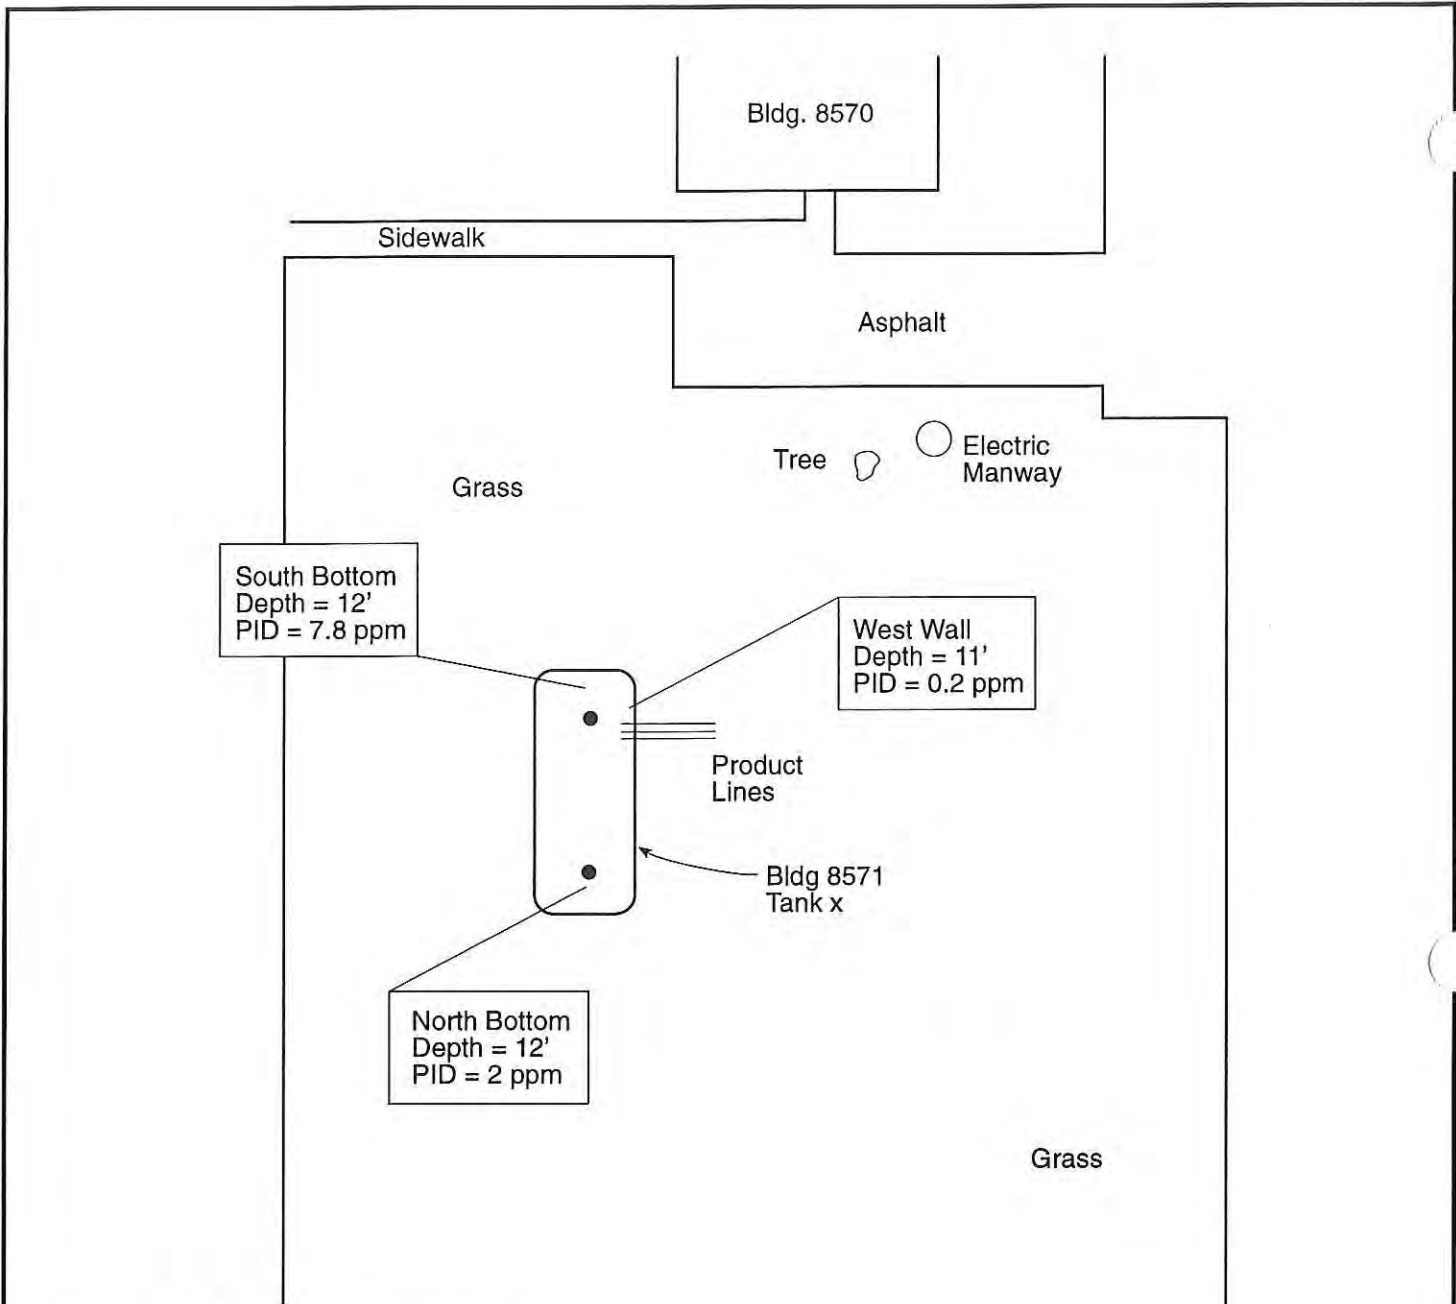 Bldg. 8570
Sidewalk
Asphalt
Tree
Electric
Manway
Grass
South Bottom
Depth = 12'
PID = 7.8 ppm
West Wall
Depth = 11'
PID = 0.2 ppm
Product
Lines
Bldg 8571
Tank x
North Bottom
Depth = 12'
PID = 2 ppm
Grass